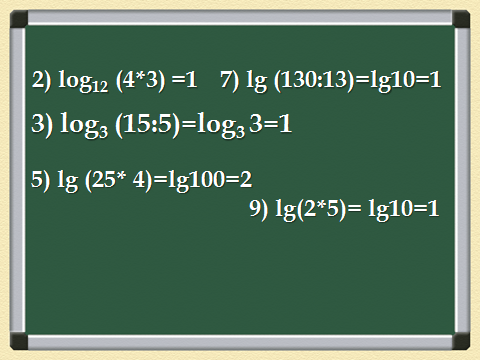 2) log₁₂ (4*3) =1 7) lg (130:13)=lg10=1
3) log₃ (15:5)=log₃ 3=1
5) lg (25* 4)=lg100=2
9) lg(2*5)= lg10=1